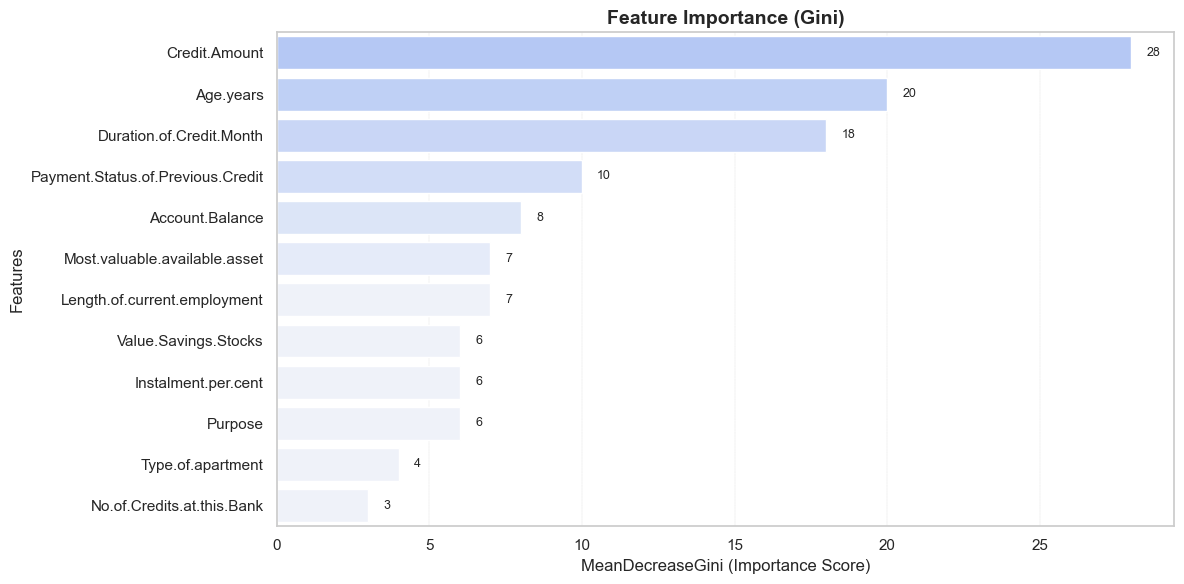 Feature Importance (Gini)
Features
Credit.Amount 28
Age.years 20
Duration.of.Credit.Month 18
Payment.Status.of.Previous.Credit 10
Account.Balance 8
Most.valuable.available.asset 7
Length.of.current.employment 7
Value.Savings.Stocks 6
Instalment.per.cent 6
Purpose 6
Type.of.apartment 4
No.of.Credits.at.this.Bank 3
0 5 10 15 20 25
MeanDecreaseGini (Importance Score)